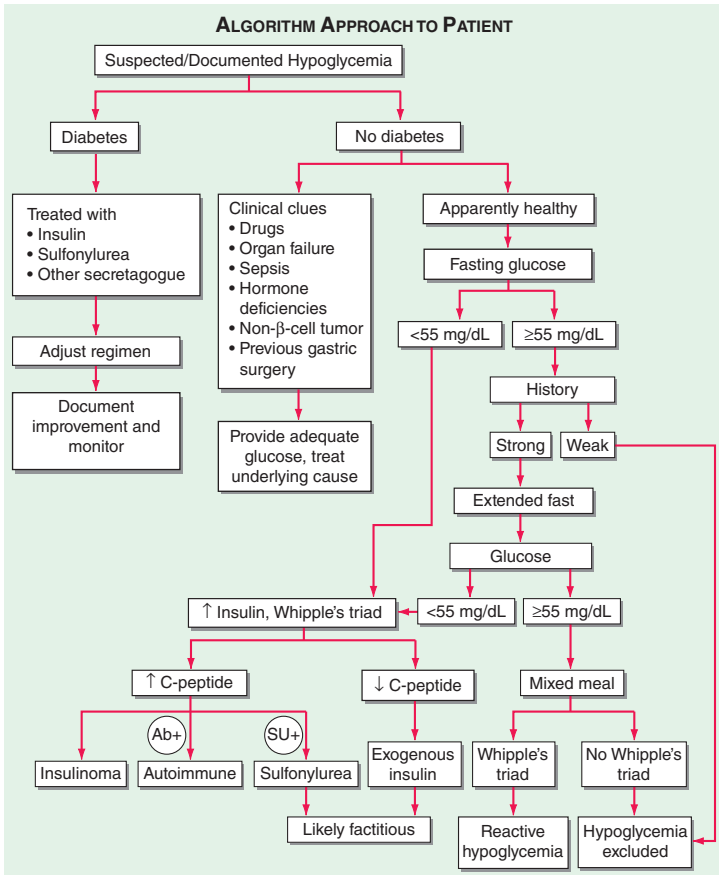 ALGORITHM APPROACH TO PATIENT
Suspected/Documented Hypoglycemia
Diabetes
No diabetes
Treated with
• Insulin
• Sulfonylurea
• Other secretagogue
Adjust regimen
Document
improvement and
monitor
Clinical clues
• Drugs
• Organ failure
• Sepsis
• Hormone
deficiencies
• Non-β-cell tumor
• Previous gastric
surgery
Provide adequate
glucose, treat
underlying cause
Apparently healthy
Fasting glucose
<55 mg/dL
≥55 mg/dL
History
Strong
Weak
Extended fast
Glucose
<55 mg/dL
≥55 mg/dL
↑ Insulin, Whipple's triad
↑ C-peptide
↓ C-peptide
Mixed meal
Ab+
SU+
Insulinoma
Autoimmune
Sulfonylurea
Exogenous
insulin
Whipple's
triad
No Whipple's
triad
Likely factitious
Reactive
hypoglycemia
Hypoglycemia
excluded